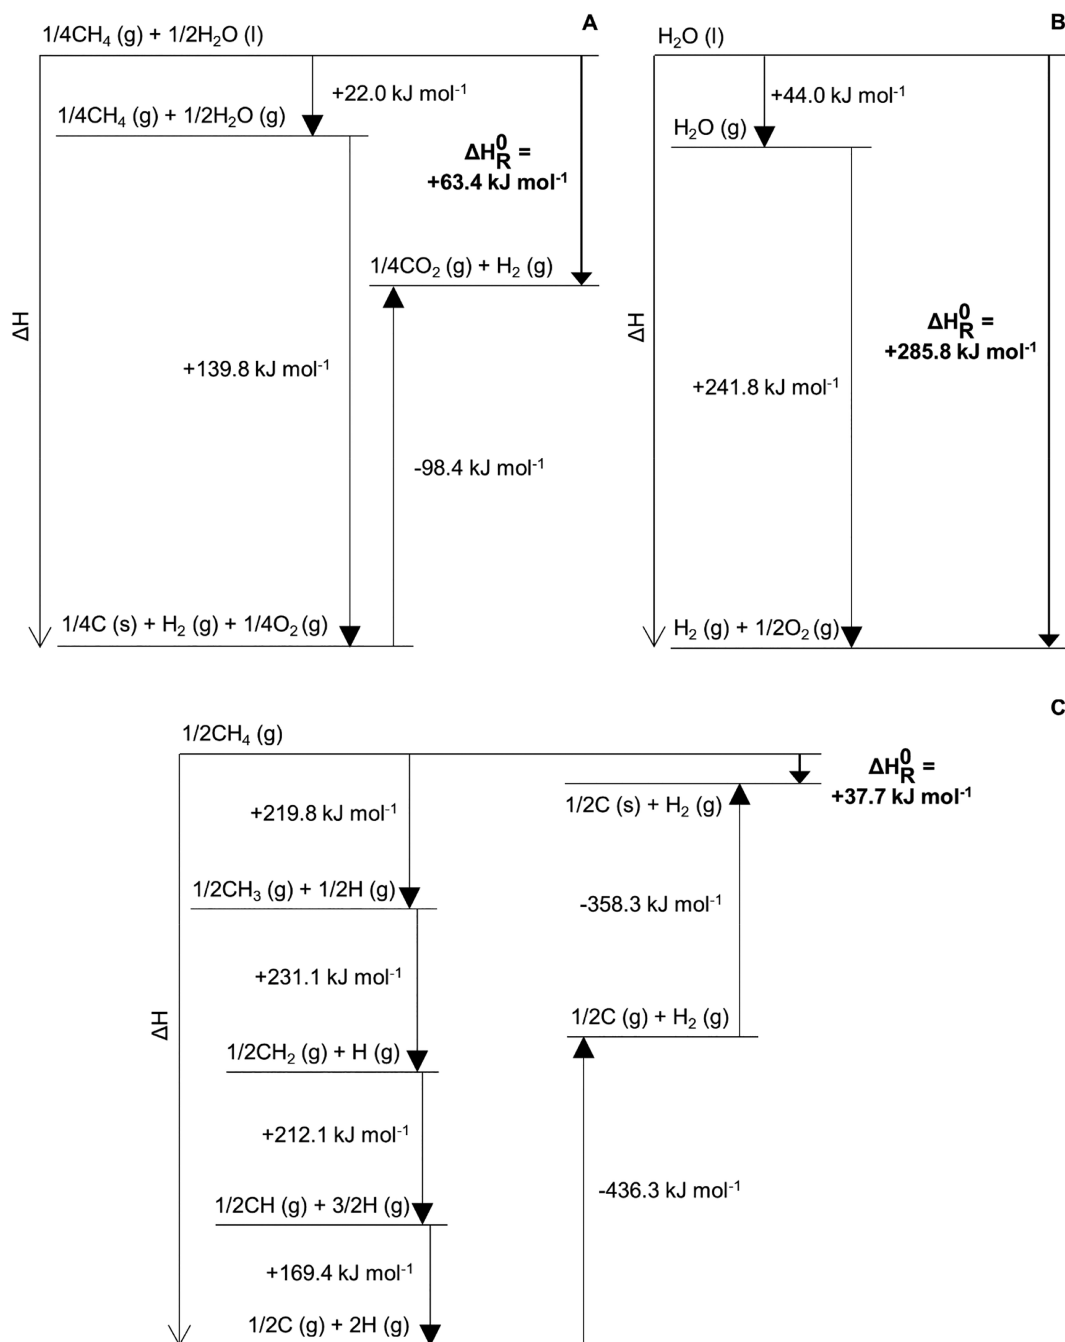 A
1/4CH₄ (g) + 1/2H₂O (l)
+22.0 kJ mol⁻¹
1/4CH₄ (g) + 1/2H₂O (g)
ΔH⁰R =
+63.4 kJ mol⁻¹
1/4CO₂ (g) + H₂ (g)
ΔH
+139.8 kJ mol⁻¹
-98.4 kJ mol⁻¹
1/4C (s) + H₂ (g) + 1/4O₂ (g)
B
H₂O (l)
+44.0 kJ mol⁻¹
H₂O (g)
ΔH
ΔH⁰R =
+285.8 kJ mol⁻¹
+241.8 kJ mol⁻¹
H₂ (g) + 1/2O₂ (g)
C
1/2CH₄ (g)
ΔH⁰R =
+37.7 kJ mol⁻¹
+219.8 kJ mol⁻¹
1/2C (s) + H₂ (g)
1/2CH₃ (g) + 1/2H (g)
-358.3 kJ mol⁻¹
+231.1 kJ mol⁻¹
ΔH
1/2C (g) + H₂ (g)
1/2CH₂ (g) + H (g)
+212.1 kJ mol⁻¹
-436.3 kJ mol⁻¹
1/2CH (g) + 3/2H (g)
+169.4 kJ mol⁻¹
1/2C (g) + 2H (g)